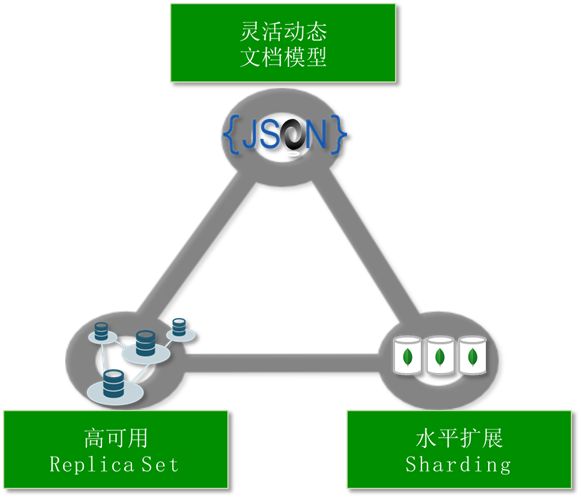 灵活动态
文档模型
{JSON}
高可用
Replica Set
水平扩展
Sharding